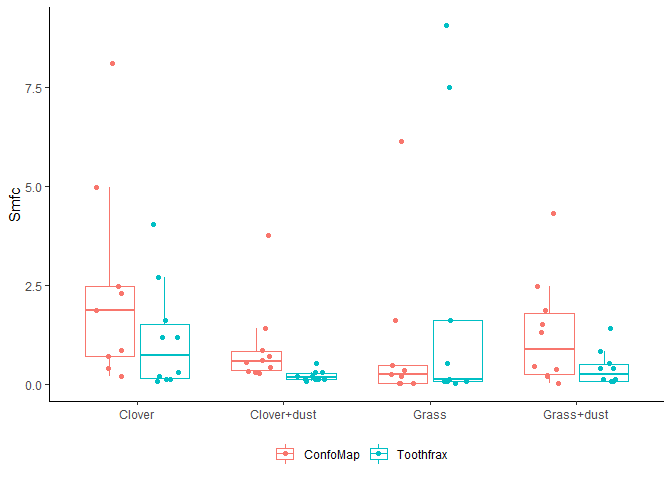 Smfc
7.5
5.0
2.5
0.0
Clover
Clover+dust
Grass
Grass+dust
ConfoMap
Toothfrax